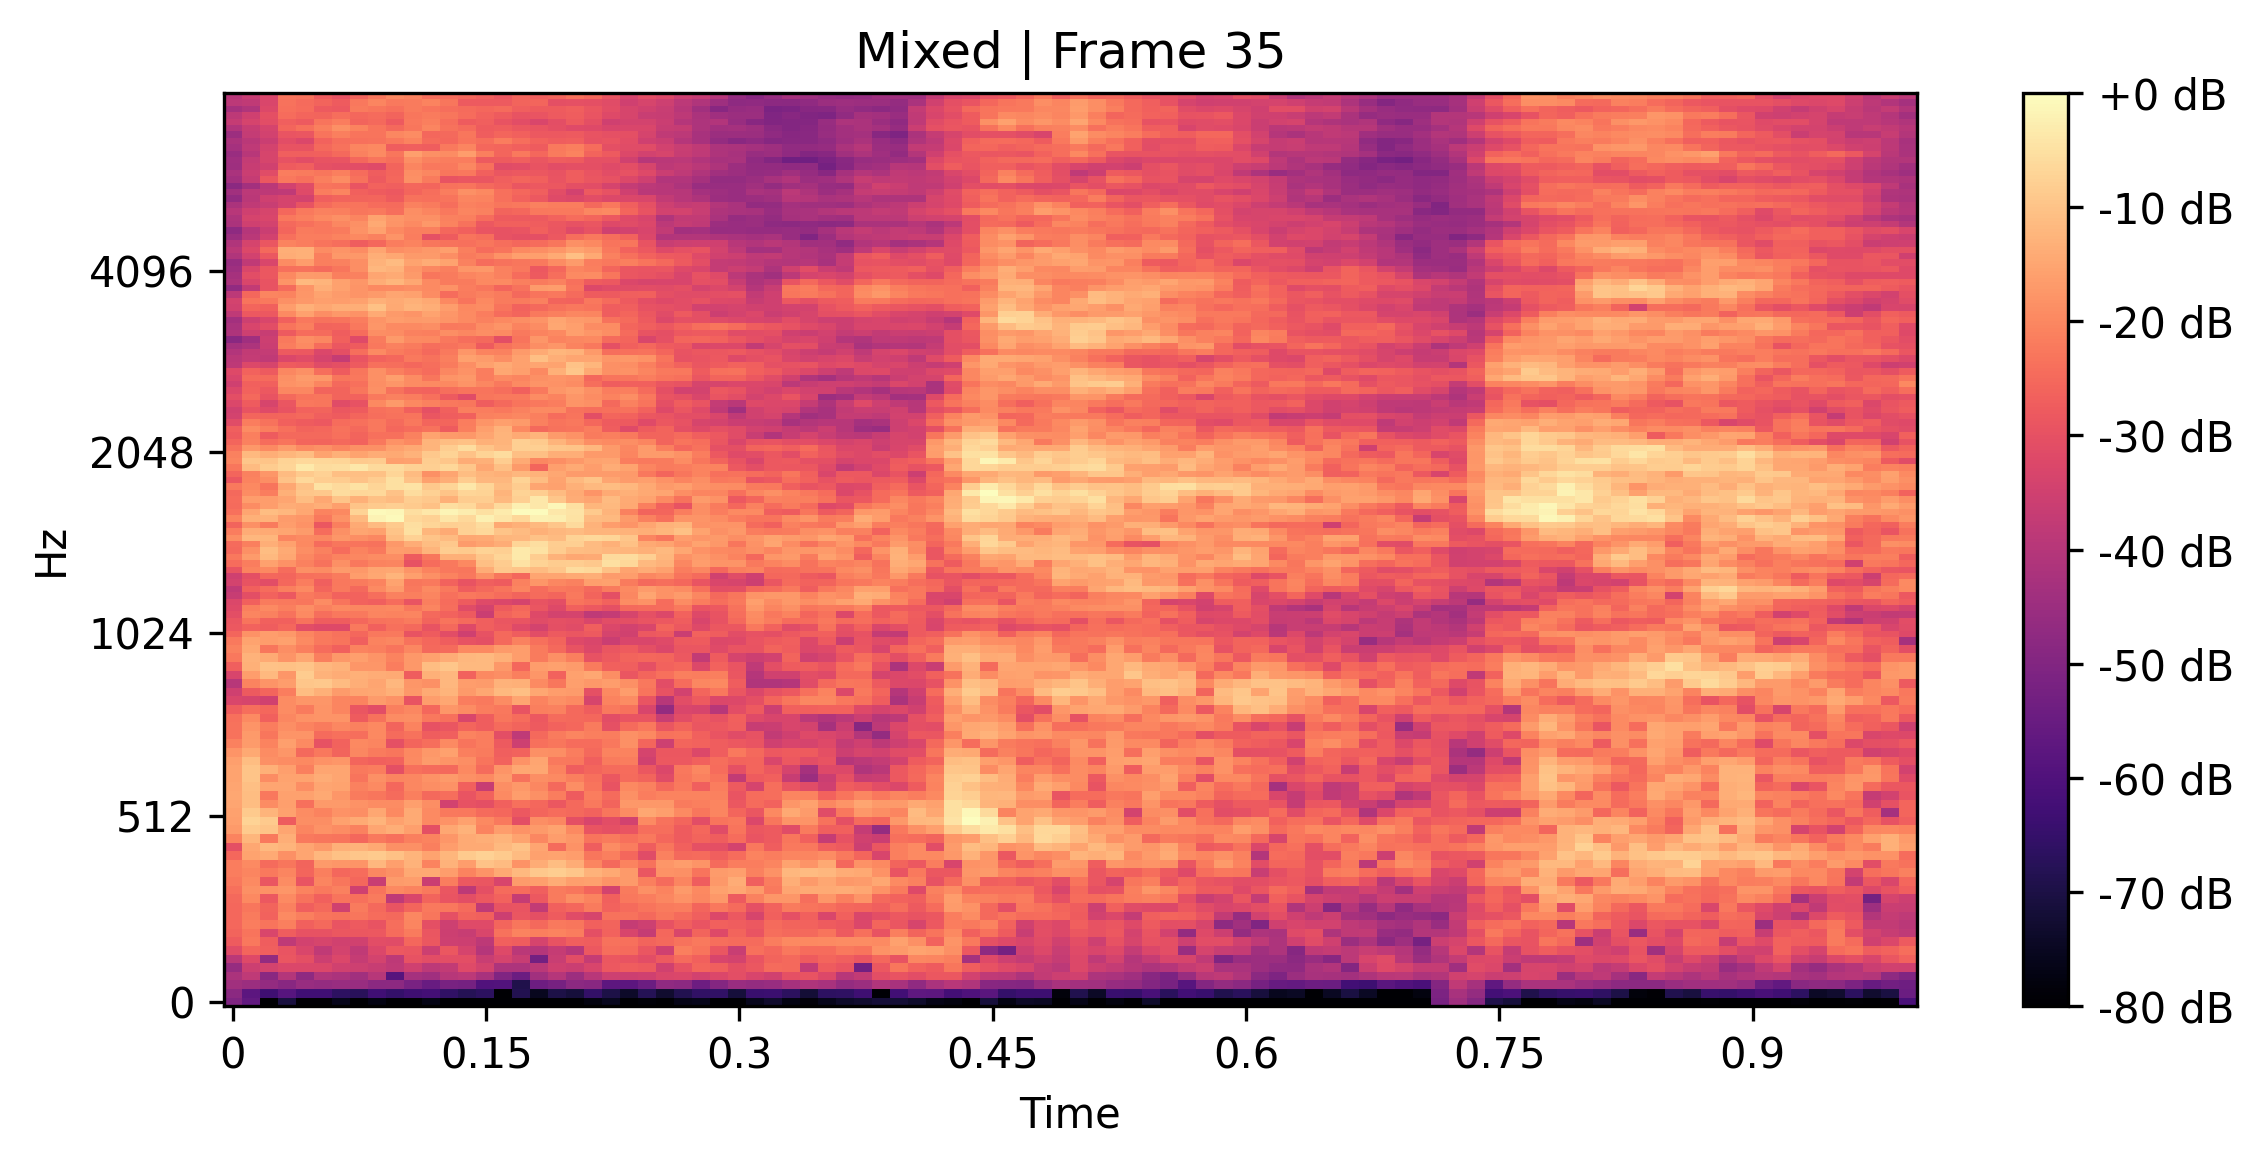 Mixed | Frame 35
+0 dB
-10 dB
-20 dB
-30 dB
-40 dB
-50 dB
-60 dB
-70 dB
-80 dB
Hz
4096
2048
1024
512
0
0 0.15 0.3 0.45 0.6 0.75 0.9
Time